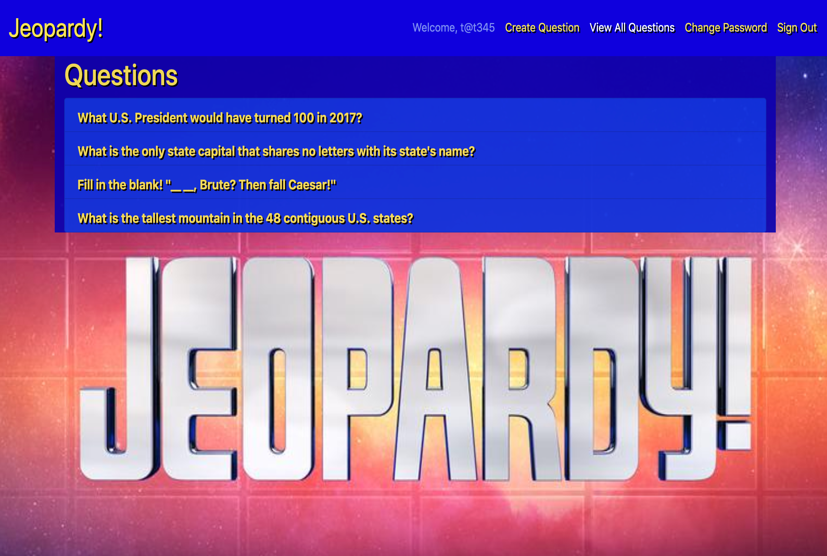 Jeopardy!
Welcome, t@t345 Create Question View All Questions Change Password Sign Out
Questions
What U.S. President would have turned 100 in 2017?
What is the only state capital that shares no letters with its state's name?
Fill in the blank! "__ __, Brute? Then fall Caesar!"
What is the tallest mountain in the 48 contiguous U.S. states?
JEOPARDY!